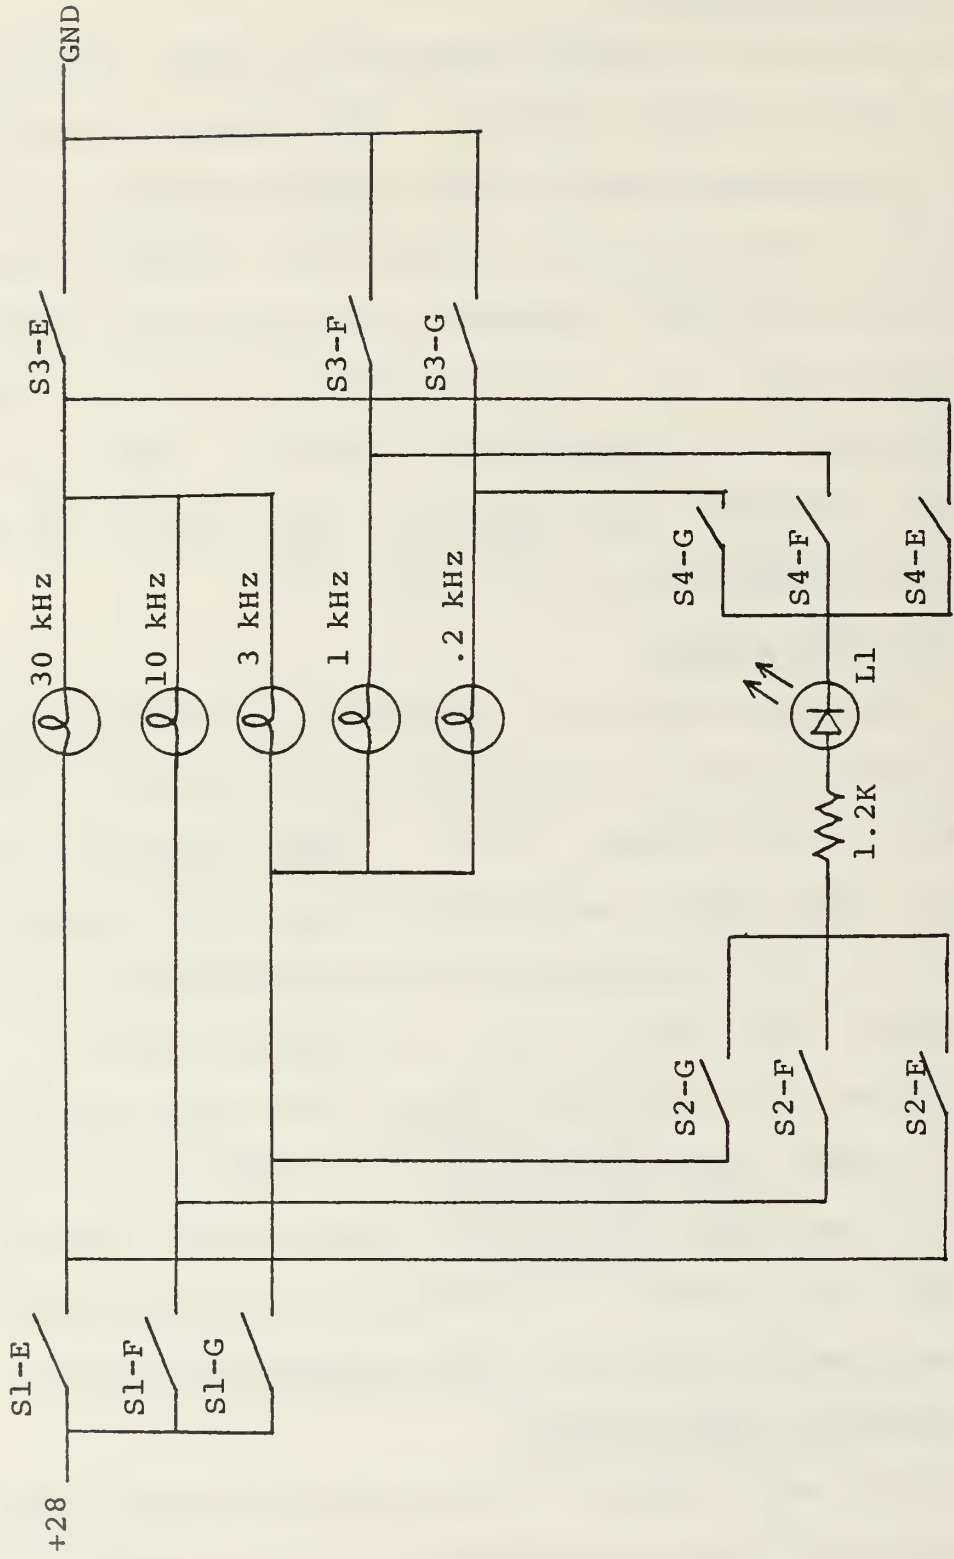 +28
S1-E
S1-F
S1-G
30 kHz
10 kHz
3 kHz
1 kHz
.2 kHz
S3-E
GND
S3-F
S3-G
S2-G
S2-F
S2-E
1.2K
L1
S4-G
S4-F
S4-E